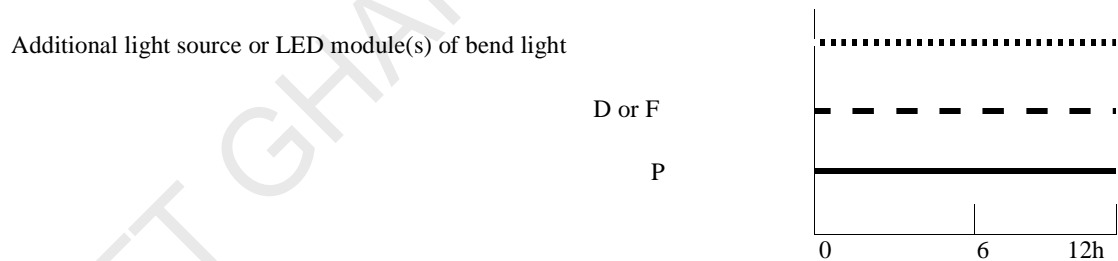 Additional light source or LED module(s) of bend light
D or F
P
0 6 12h